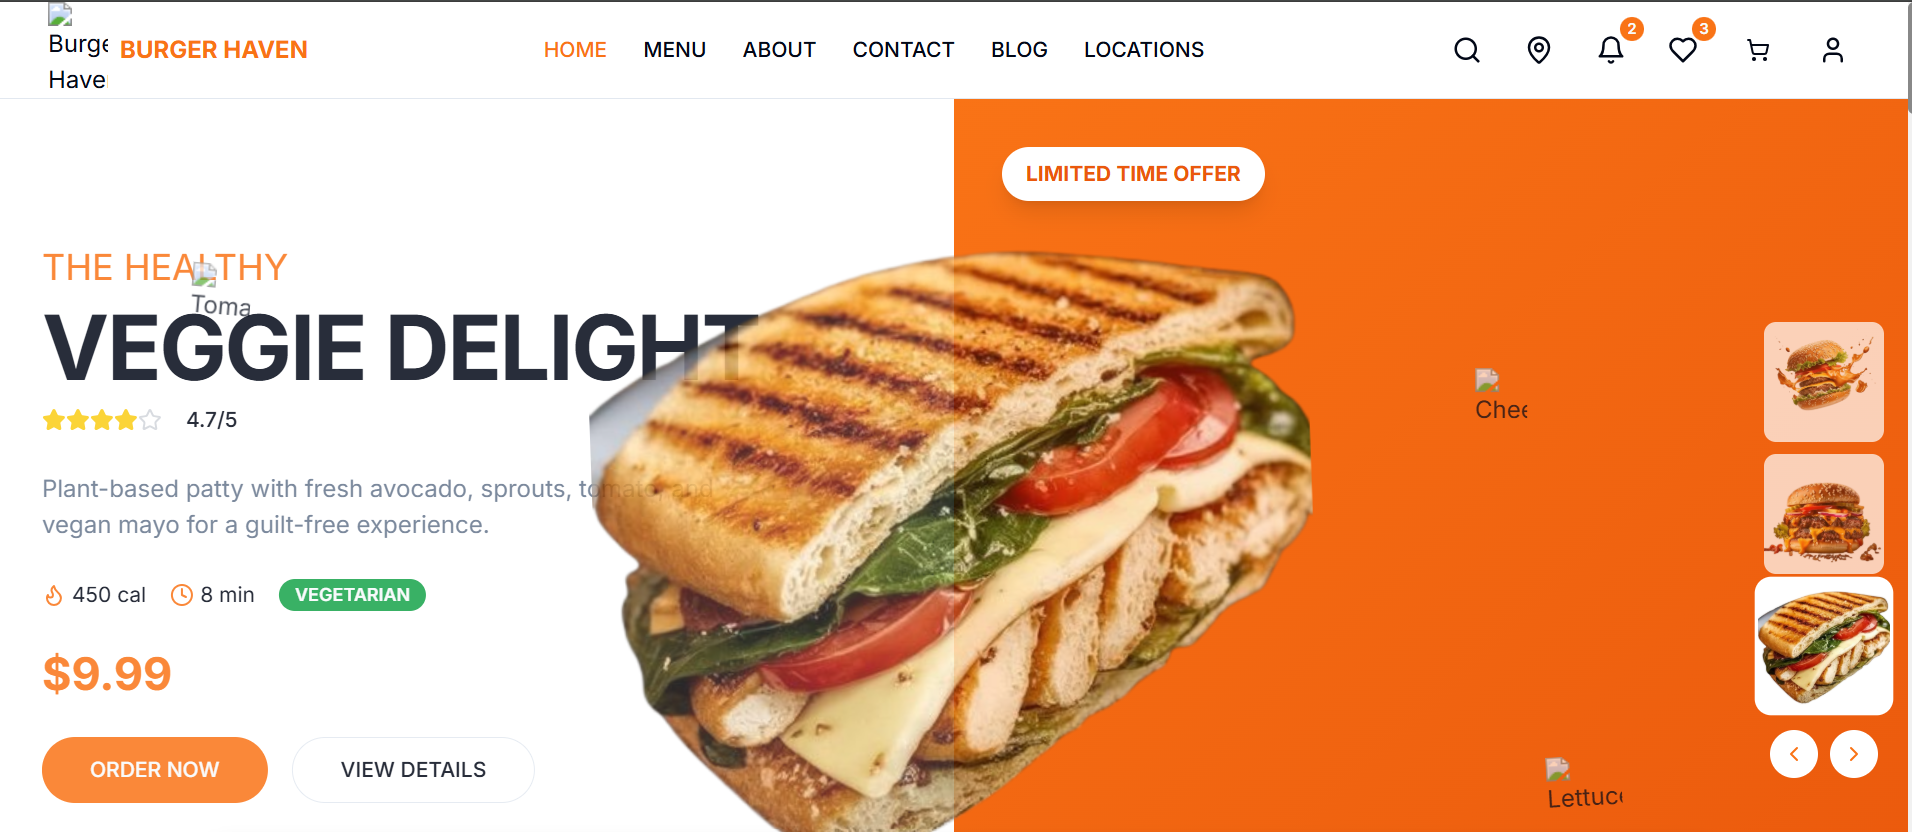 Burge
Have
BURGER HAVEN
HOME
MENU
ABOUT
CONTACT
BLOG
LOCATIONS
2
3
LIMITED TIME OFFER
THE HEALTHY
Toma
VEGGIE DELIGHT
4.7/5
Plant-based patty with fresh avocado, sprouts, tomato, and
vegan mayo for a guilt-free experience.
450 cal
8 min
VEGETARIAN
$9.99
ORDER NOW
VIEW DETAILS
Chee
Lettuc